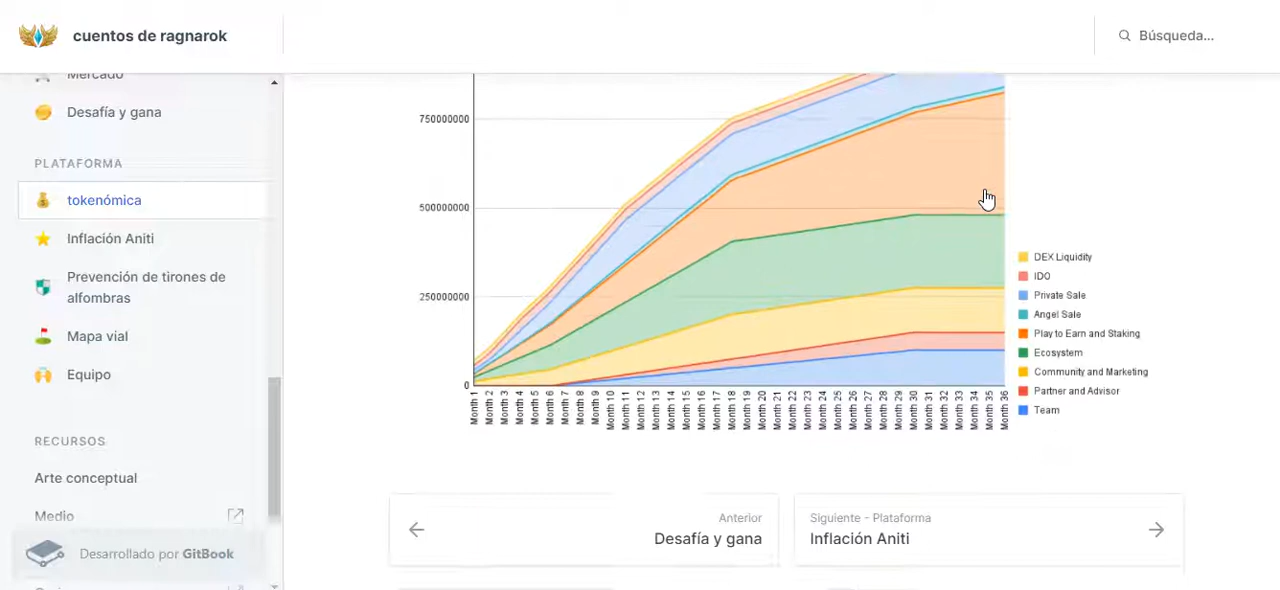 cuentos de ragnarok
Búsqueda...
Mercado
Desafía y gana
PLATAFORMA
tokenómica
Inflación Aniti
Prevención de tirones de
alfombras
Mapa vial
Equipo
RECURSOS
Arte conceptual
Medio
Desarrollado por GitBook
750000000
500000000
250000000
0
Month 1
Month 2
Month 3
Month 4
Month 5
Month 6
Month 7
Month 8
Month 9
Month 10
Month 11
Month 12
Month 13
Month 14
Month 15
Month 16
Month 17
Month 18
Month 19
Month 20
Month 21
Month 22
Month 23
Month 24
Month 25
Month 26
Month 27
Month 28
Month 29
Month 30
Month 31
Month 32
Month 33
Month 34
Month 35
Month 36
DEX Liquidity
IDO
Private Sale
Angel Sale
Play to Earn and Staking
Ecosystem
Community and Marketing
Partner and Advisor
Team
Anterior
Desafía y gana
Siguiente - Plataforma
Inflación Aniti